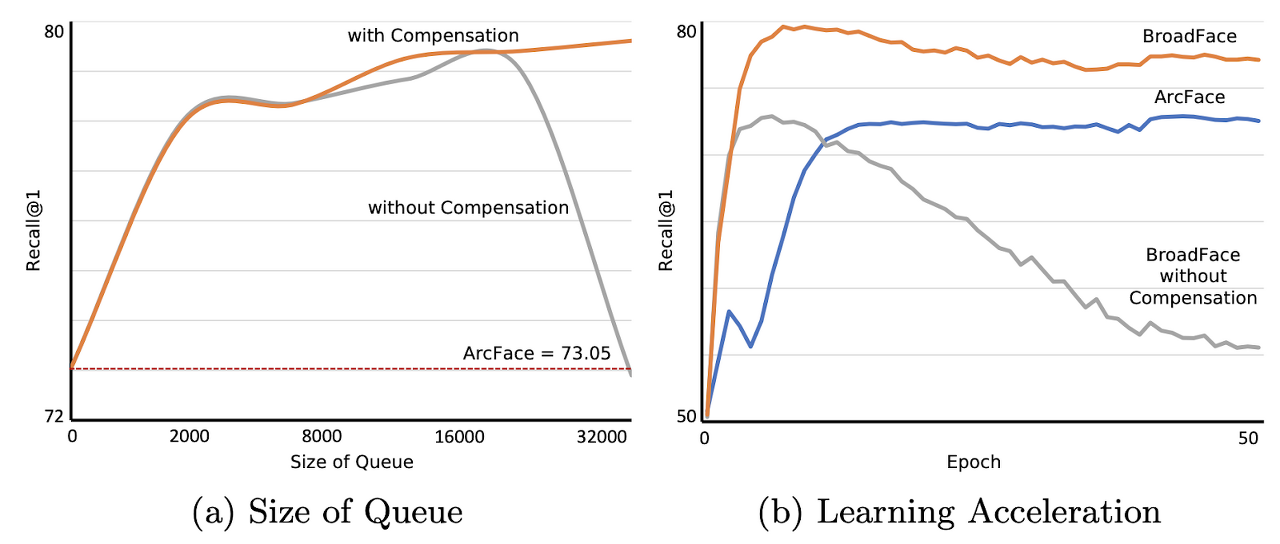 80
with Compensation
Recall@1
without Compensation
ArcFace = 73.05
72
0 2000 8000 16000 32000
Size of Queue
(a) Size of Queue
80
BroadFace
ArcFace
Recall@1
BroadFace
without
Compensation
50
0 50
Epoch
(b) Learning Acceleration